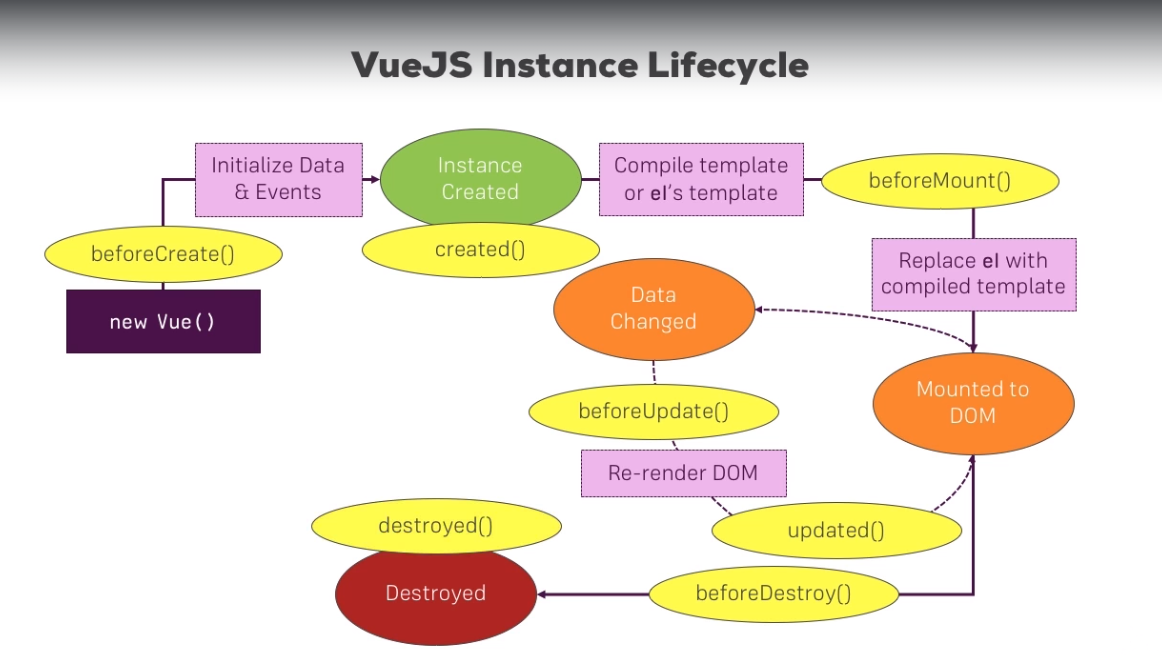 VueJS Instance Lifecycle
Initialize Data
& Events
Instance
Created
Compile template
or el's template
beforeMount()
beforeCreate()
created()
Replace el with
compiled template
new Vue()
Data
Changed
Mounted to
DOM
beforeUpdate()
Re-render DOM
updated()
destroyed()
Destroyed
beforeDestroy()